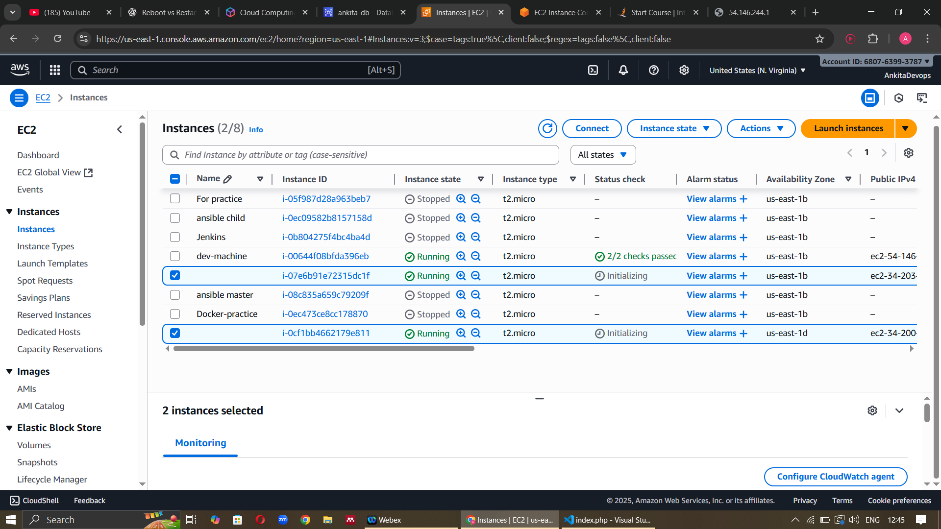 (185) YouTube
Reboot vs Restar
Cloud Computin
ankita_db - Data
Instances | EC2 |
EC2 Instance Co
Start Course | In
54.146.244.1
https://us-east-1.console.aws.amazon.com/ec2/home?region=us-east-1#Instances:v=3;$case=tags:true%5C,client:false;$regex=tags:false%5C,client:false
A
aws
Search [Alt+S]
United States (N. Virginia)
Account ID: 6807-6399-3787
AnkitaDevops
EC2 > Instances
EC2
Dashboard
EC2 Global View
Events
Instances
Instances
Instance Types
Launch Templates
Spot Requests
Savings Plans
Reserved Instances
Dedicated Hosts
Capacity Reservations
Images
AMIs
AMI Catalog
Elastic Block Store
Volumes
Snapshots
Lifecycle Manager
Instances (2/8) Info
Connect
Instance state
Actions
Launch instances
Find Instance by attribute or tag (case-sensitive)
All states
1
Name Instance ID Instance state Instance type Status check Alarm status Availability Zone Public IPv4
For practice i-05f987d28a963beb7 Stopped t2.micro – View alarms + us-east-1b –
ansible child i-0ec09582b8157158d Stopped t2.micro – View alarms + us-east-1b –
Jenkins i-0b804275f4bc4ba4d Stopped t2.micro – View alarms + us-east-1b –
dev-machine i-00644f08bfda396eb Running t2.micro 2/2 checks passed View alarms + us-east-1b ec2-54-146-
i-07e6b91e72315dc1f Running t2.micro Initializing View alarms + us-east-1b ec2-34-203-
ansible master i-08c835a659c79209f Stopped t2.micro – View alarms + us-east-1b –
Docker-practice i-0ec473ce8cc178870 Stopped t2.micro – View alarms + us-east-1b –
i-0cf1bb4662179e811 Running t2.micro Initializing View alarms + us-east-1d ec2-34-200-
2 instances selected
Monitoring
Configure CloudWatch agent
CloudShell
Feedback
© 2025, Amazon Web Services, Inc. or its affiliates.
Privacy
Terms
Cookie preferences
Search
Webex
Instances | EC2 | us-ea...
index.php - Visual Stu...
ENG
12:45